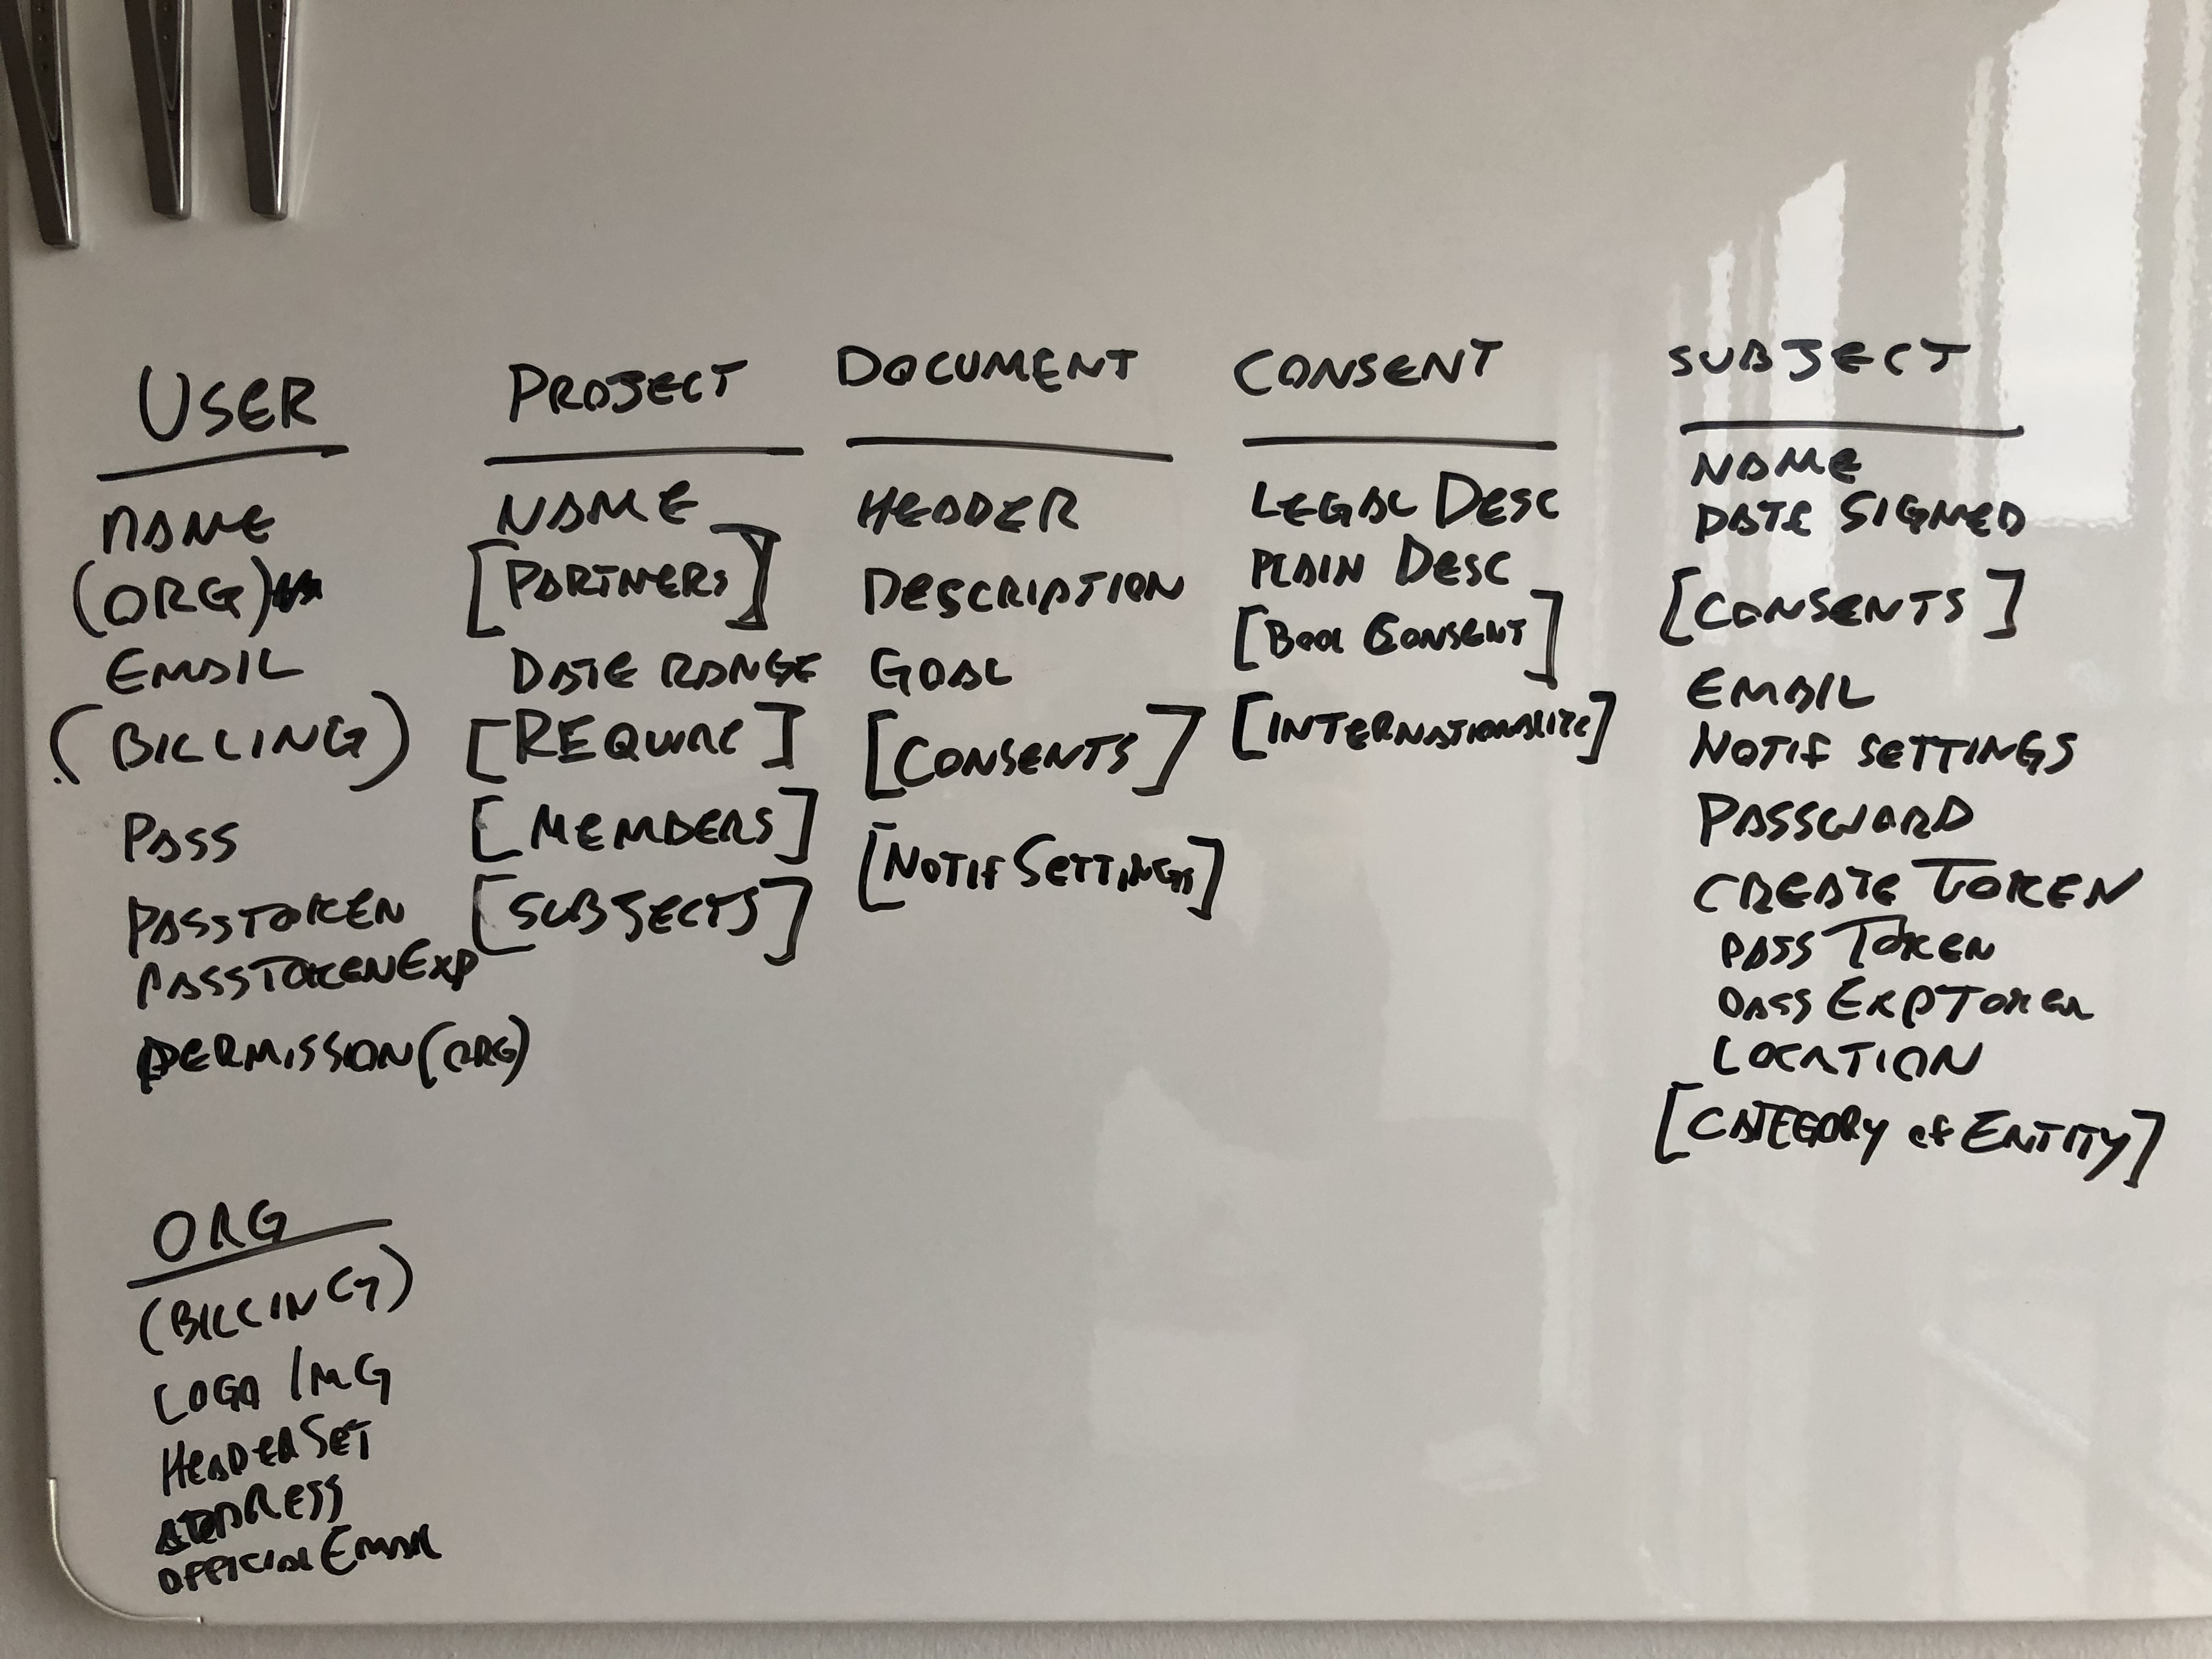 USER
NAME
(ORG)
EMAIL
(BILLING)
PASS
PASSTOKEN
PASSTOKENEXP
PERMISSION(ORG)
ORG
(BILLING)
LOGO IMG
HEADERSET
ADDRESS
OFFICIAL EMAIL
PROJECT
NAME
[PARTNERS]
DATE RANGE
[REQUIRE]
[MEMBERS]
[SUBJECTS]
DOCUMENT
HEADER
DESCRIPTION
GOAL
[CONSENTS]
[NOTIF SETTINGS]
CONSENT
LEGAL DESC
PLAIN DESC
[BOOL CONSENT]
[INTERNATIONALIZE]
SUBJECT
NAME
DATE SIGNED
[CONSENTS]
EMAIL
NOTIF SETTINGS
PASSWORD
CREATE TOKEN
PASS TOKEN
PASS EXP TOKEN
LOCATION
[CATEGORY of ENTITY]